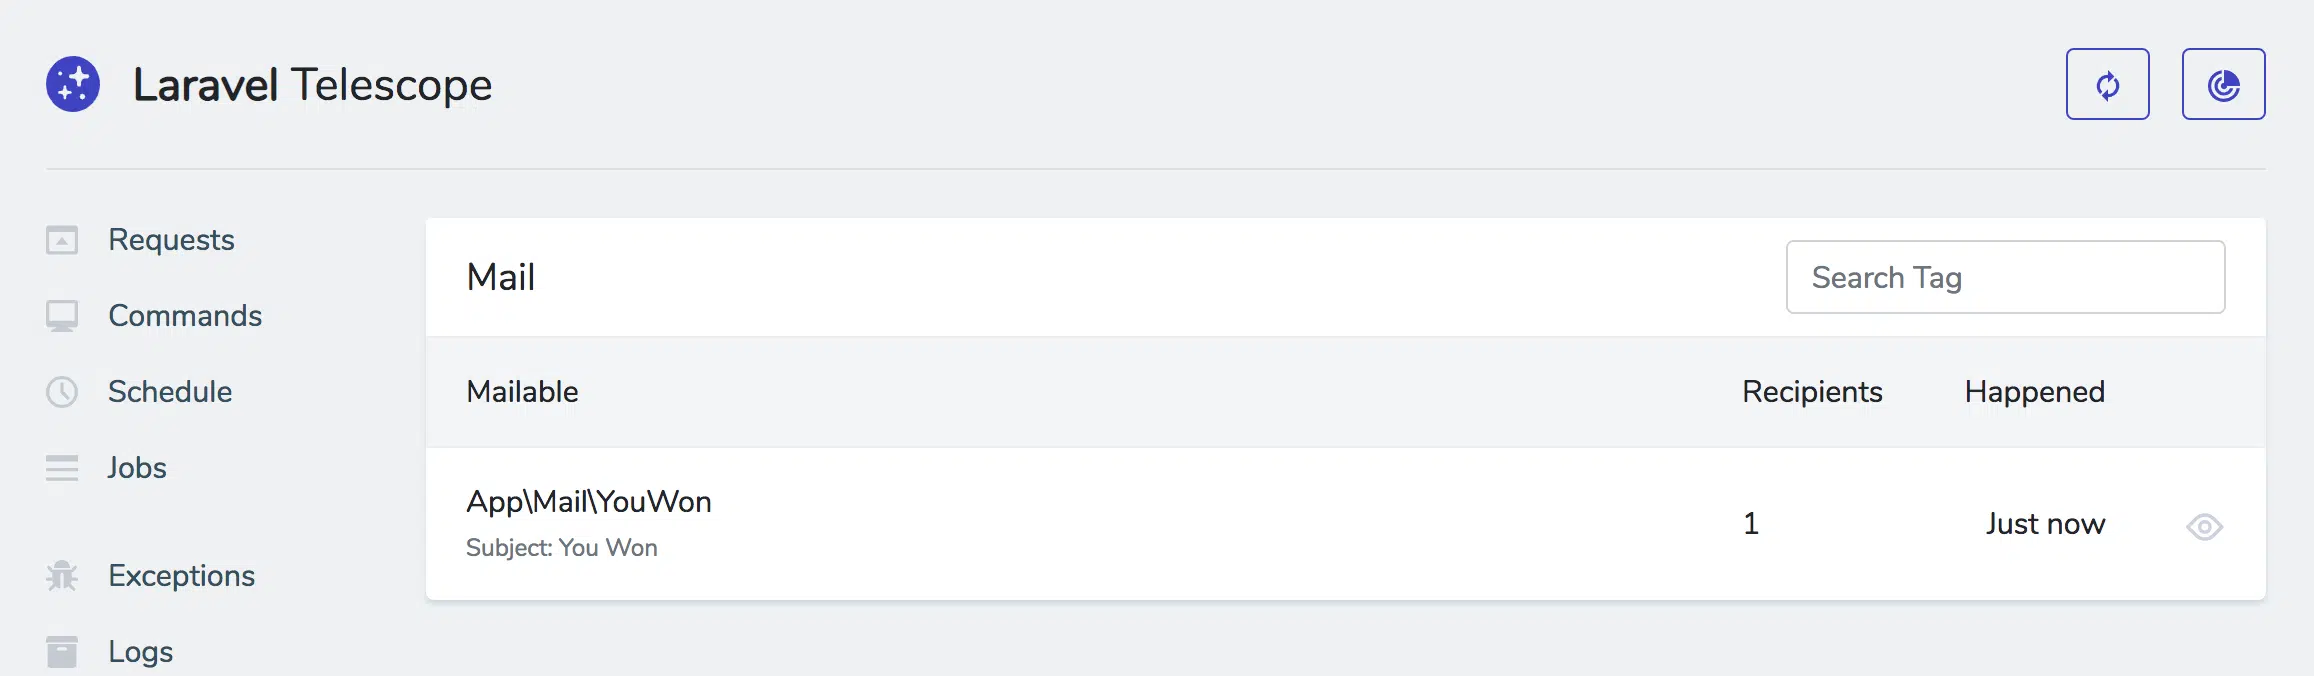 Laravel Telescope
Requests
Commands
Schedule
Jobs
Exceptions
Logs
Mail
Search Tag
Mailable Recipients Happened
App\Mail\YouWon
Subject: You Won
1 Just now